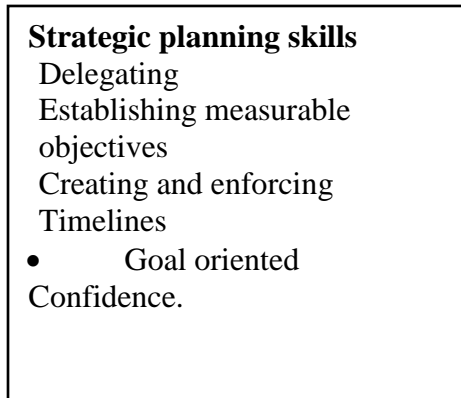 Strategic planning skills
Delegating
Establishing measurable
objectives
Creating and enforcing
Timelines
• Goal oriented
Confidence.